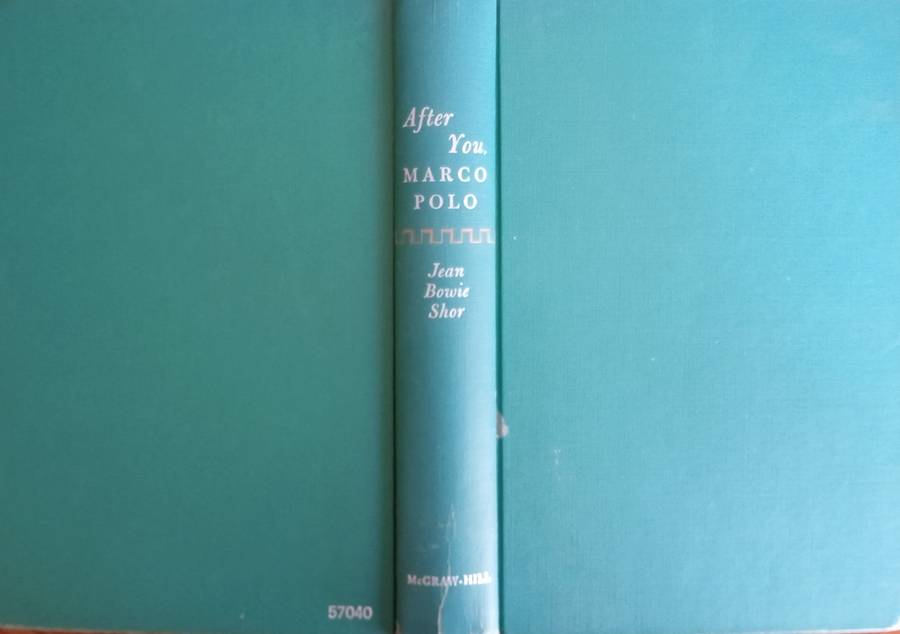 After
You,
MARCO
POLO
Jean
Bowie
Shor
McGRAW-HILL
57040